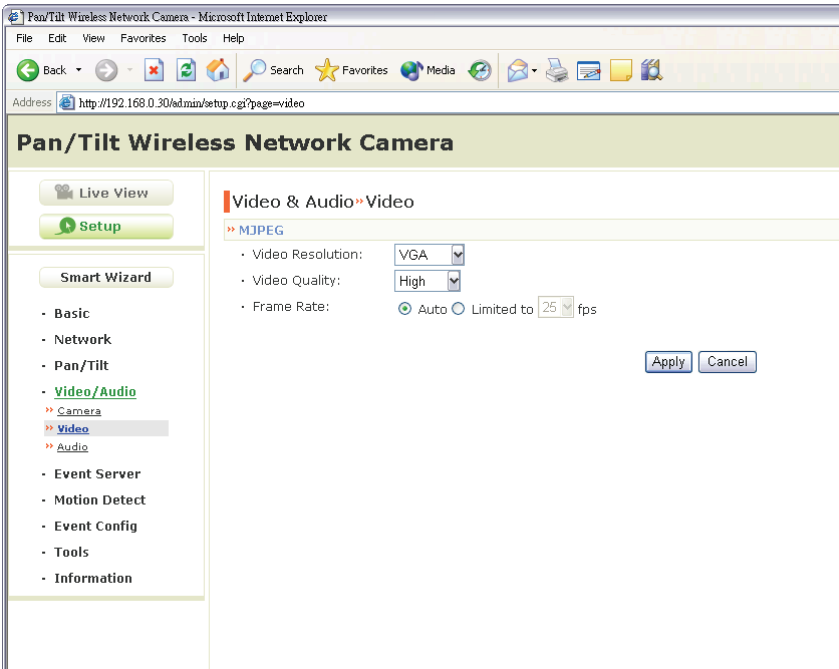 Pan/Tilt Wireless Network Camera - Microsoft Internet Explorer
File Edit View Favorites Tools Help
Back Search Favorites Media
Address http://192.168.0.30/admin/setup.cgi?page=video
Pan/Tilt Wireless Network Camera
Live View
Setup
Smart Wizard
· Basic
· Network
· Pan/Tilt
· Video/Audio
» Camera
» Video
» Audio
· Event Server
· Motion Detect
· Event Config
· Tools
· Information
Video & Audio»Video
» MJPEG
· Video Resolution: VGA
· Video Quality: High
· Frame Rate: Auto Limited to 25 fps
Apply Cancel